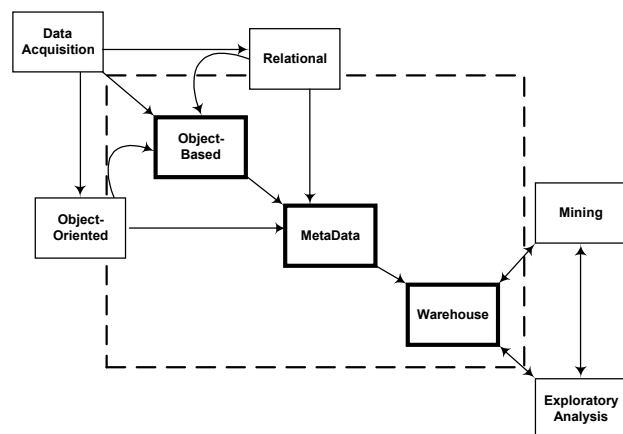 Data
Acquisition
Relational
Object-
Based
Object-
Oriented
MetaData
Mining
Warehouse
Exploratory
Analysis